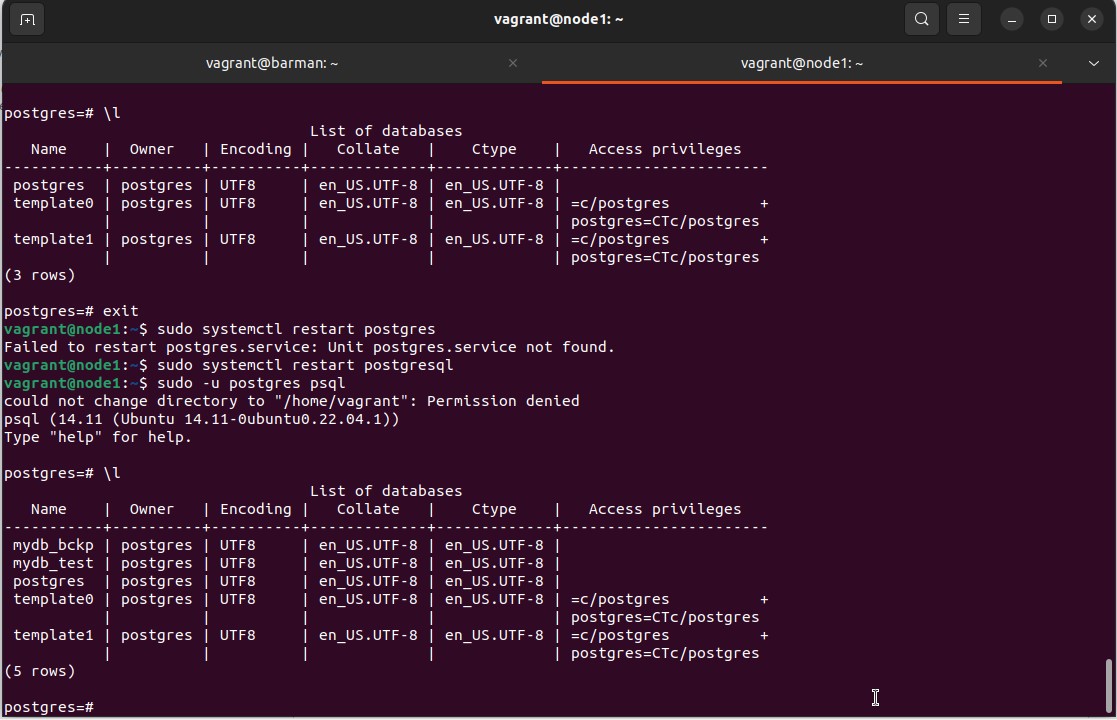 vagrant@node1: ~
vagrant@barman: ~
vagrant@node1: ~
postgres=# \l
                                  List of databases
   Name    |  Owner   | Encoding |   Collate   |    Ctype    |   Access privileges
-----------+----------+----------+-------------+-------------+-----------------------
 postgres  | postgres | UTF8     | en_US.UTF-8 | en_US.UTF-8 |
 template0 | postgres | UTF8     | en_US.UTF-8 | en_US.UTF-8 | =c/postgres          +
           |          |          |             |             | postgres=CTc/postgres
 template1 | postgres | UTF8     | en_US.UTF-8 | en_US.UTF-8 | =c/postgres          +
           |          |          |             |             | postgres=CTc/postgres
(3 rows)
postgres=# exit
vagrant@node1:~$ sudo systemctl restart postgres
Failed to restart postgres.service: Unit postgres.service not found.
vagrant@node1:~$ sudo systemctl restart postgresql
vagrant@node1:~$ sudo -u postgres psql
could not change directory to "/home/vagrant": Permission denied
psql (14.11 (Ubuntu 14.11-0ubuntu0.22.04.1))
Type "help" for help.
postgres=# \l
                                  List of databases
   Name    |  Owner   | Encoding |   Collate   |    Ctype    |   Access privileges
-----------+----------+----------+-------------+-------------+-----------------------
 mydb_bckp | postgres | UTF8     | en_US.UTF-8 | en_US.UTF-8 |
 mydb_test | postgres | UTF8     | en_US.UTF-8 | en_US.UTF-8 |
 postgres  | postgres | UTF8     | en_US.UTF-8 | en_US.UTF-8 |
 template0 | postgres | UTF8     | en_US.UTF-8 | en_US.UTF-8 | =c/postgres          +
           |          |          |             |             | postgres=CTc/postgres
 template1 | postgres | UTF8     | en_US.UTF-8 | en_US.UTF-8 | =c/postgres          +
           |          |          |             |             | postgres=CTc/postgres
(5 rows)
postgres=#